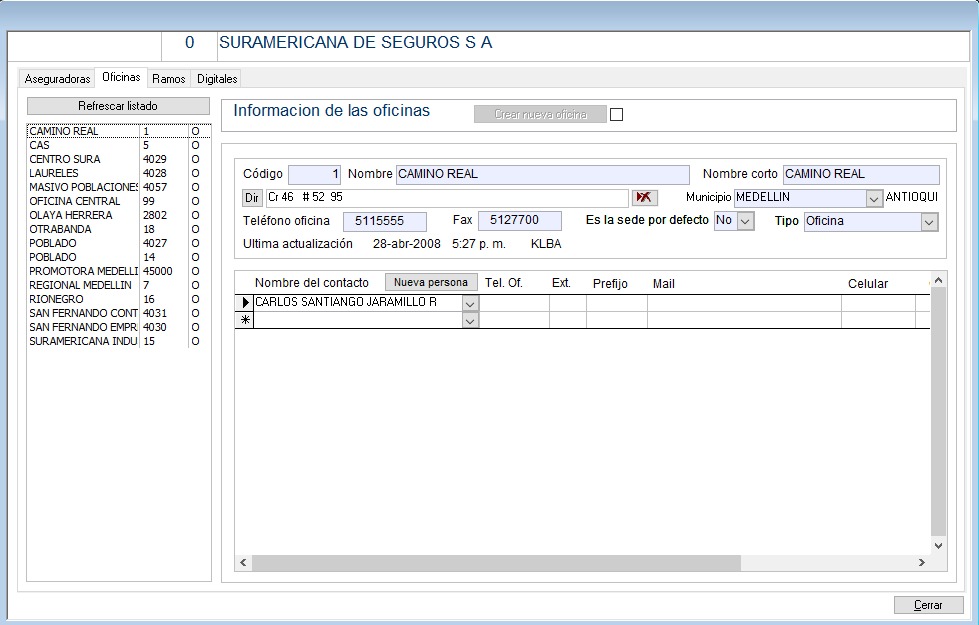 0 SURAMERICANA DE SEGUROS S A
Aseguradoras Oficinas Ramos Digitales
Refrescar listado
CAMINO REAL 1 O
CAS 5 O
CENTRO SURA 4029 O
LAURELES 4028 O
MASIVO POBLACIONES 4057 O
OFICINA CENTRAL 99 O
OLAYA HERRERA 2802 O
OTRABANDA 18 O
POBLADO 4027 O
POBLADO 14 O
PROMOTORA MEDELLI 45000 O
REGIONAL MEDELLIN 7 O
RIONEGRO 16 O
SAN FERNANDO CONT 4031 O
SAN FERNANDO EMPR 4030 O
SURAMERICANA INDU 15 O
Informacion de las oficinas Crear nueva oficina
Código 1 Nombre CAMINO REAL Nombre corto CAMINO REAL
Dir Cr 46 # 52 95 Municipio MEDELLIN ANTIOQUI
Teléfono oficina 5115555 Fax 5127700 Es la sede por defecto No Tipo Oficina
Ultima actualización 28-abr-2008 5:27 p. m. KLBA
Nombre del contacto Nueva persona Tel. Of. Ext. Prefijo Mail Celular
CARLOS SANTIANGO JARAMILLO R
Cerrar